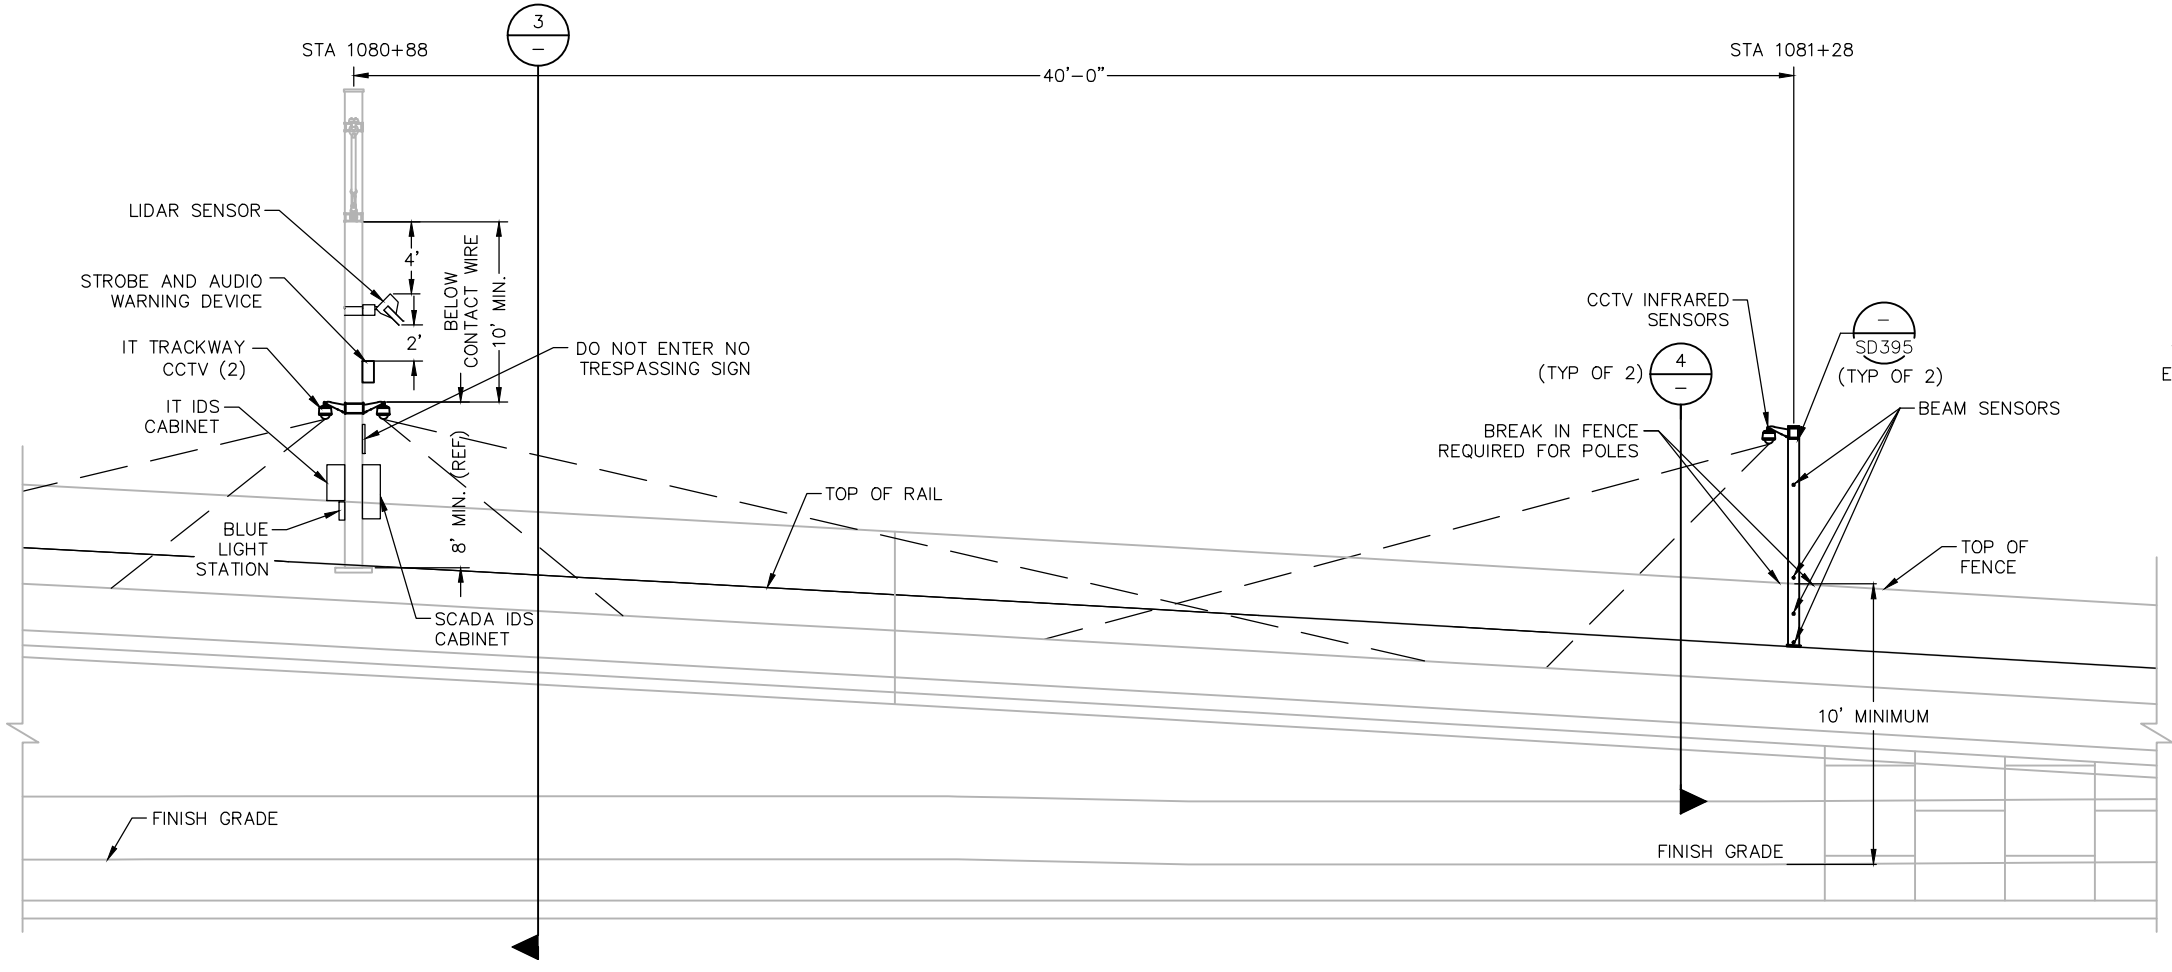 3
-
STA 1080+88
STA 1081+28
40'-0"
LIDAR SENSOR
4'
STROBE AND AUDIO
WARNING DEVICE
BELOW
CONTACT WIRE
10' MIN.
2'
IT TRACKWAY
CCTV (2)
DO NOT ENTER NO
TRESPASSING SIGN
IT IDS
CABINET
8' MIN. (REF)
TOP OF RAIL
BLUE
LIGHT
STATION
SCADA IDS
CABINET
CCTV INFRARED
SENSORS
-
SD395
(TYP OF 2)
(TYP OF 2)
4
-
E
BEAM SENSORS
BREAK IN FENCE
REQUIRED FOR POLES
TOP OF
FENCE
10' MINIMUM
FINISH GRADE
FINISH GRADE